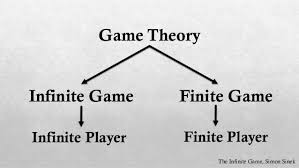 Game Theory
Infinite Game Finite Game
Infinite Player Finite Player
The Infinite Game, Simon Sinek